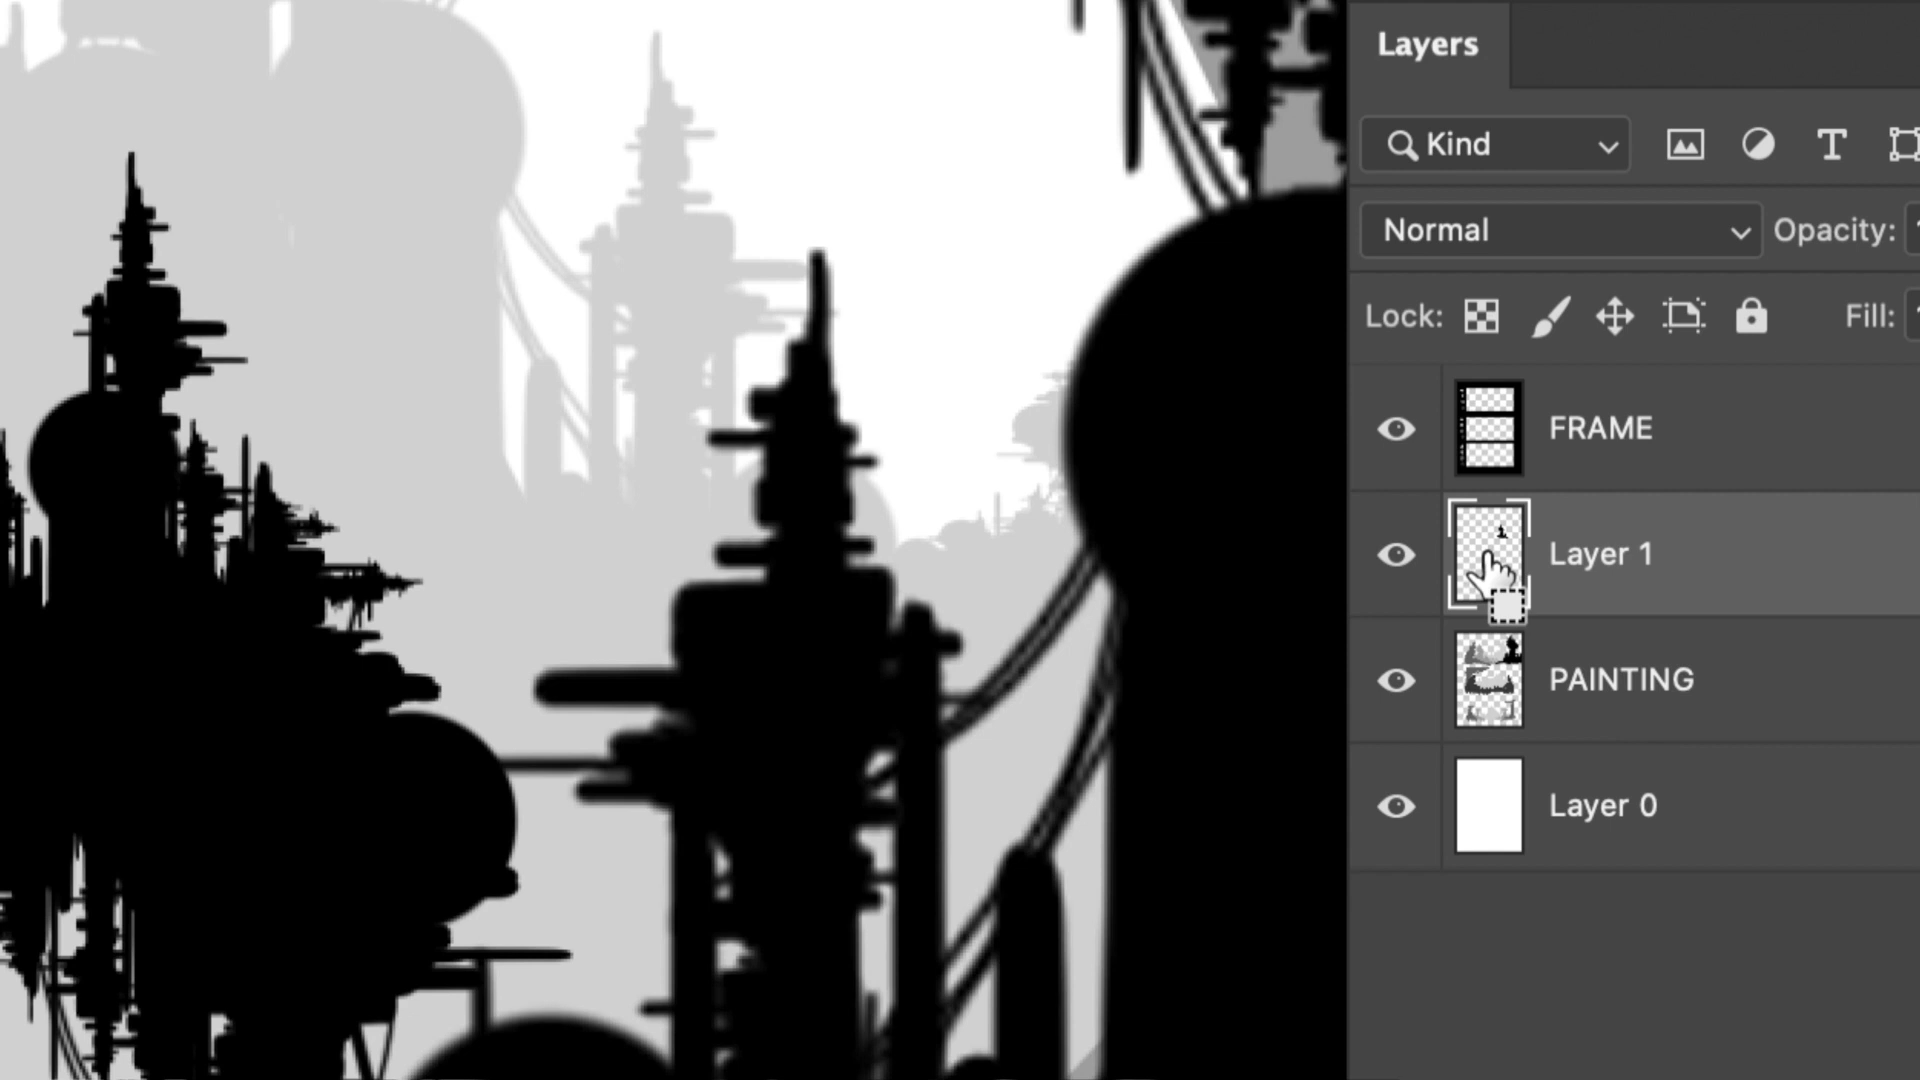 Layers
Kind
Normal
Opacity:
Lock:
Fill:
FRAME
Layer 1
PAINTING
Layer 0